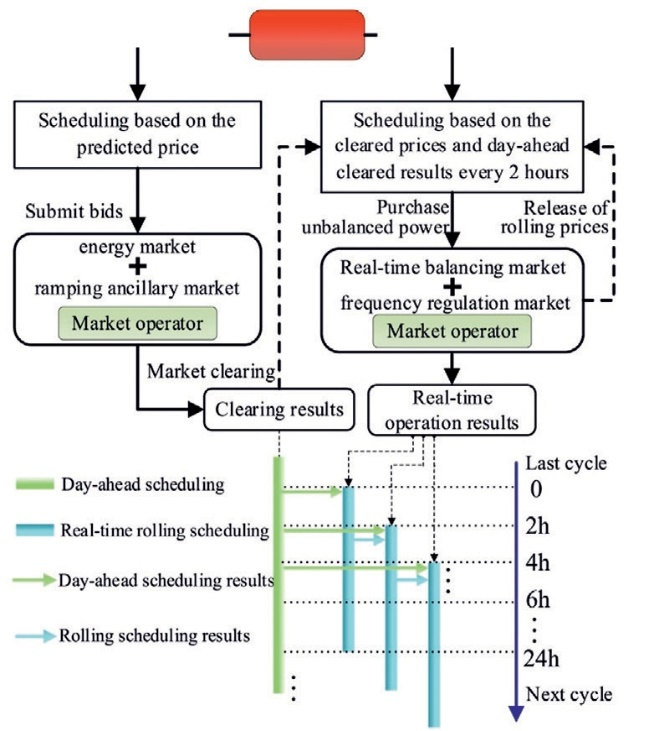 Scheduling based on the
predicted price
Scheduling based on the
cleared prices and day-ahead
cleared results every 2 hours
Submit bids
Purchase
unbalanced power
Release of
rolling prices
energy market
+
ramping ancillary market
Market operator
Real-time balancing market
+
frequency regulation market
Market operator
Market clearing
Clearing results
Real-time
operation results
Last cycle
0
2h
4h
6h
24h
Next cycle
Day-ahead scheduling
Real-time rolling scheduling
Day-ahead scheduling results
Rolling scheduling results